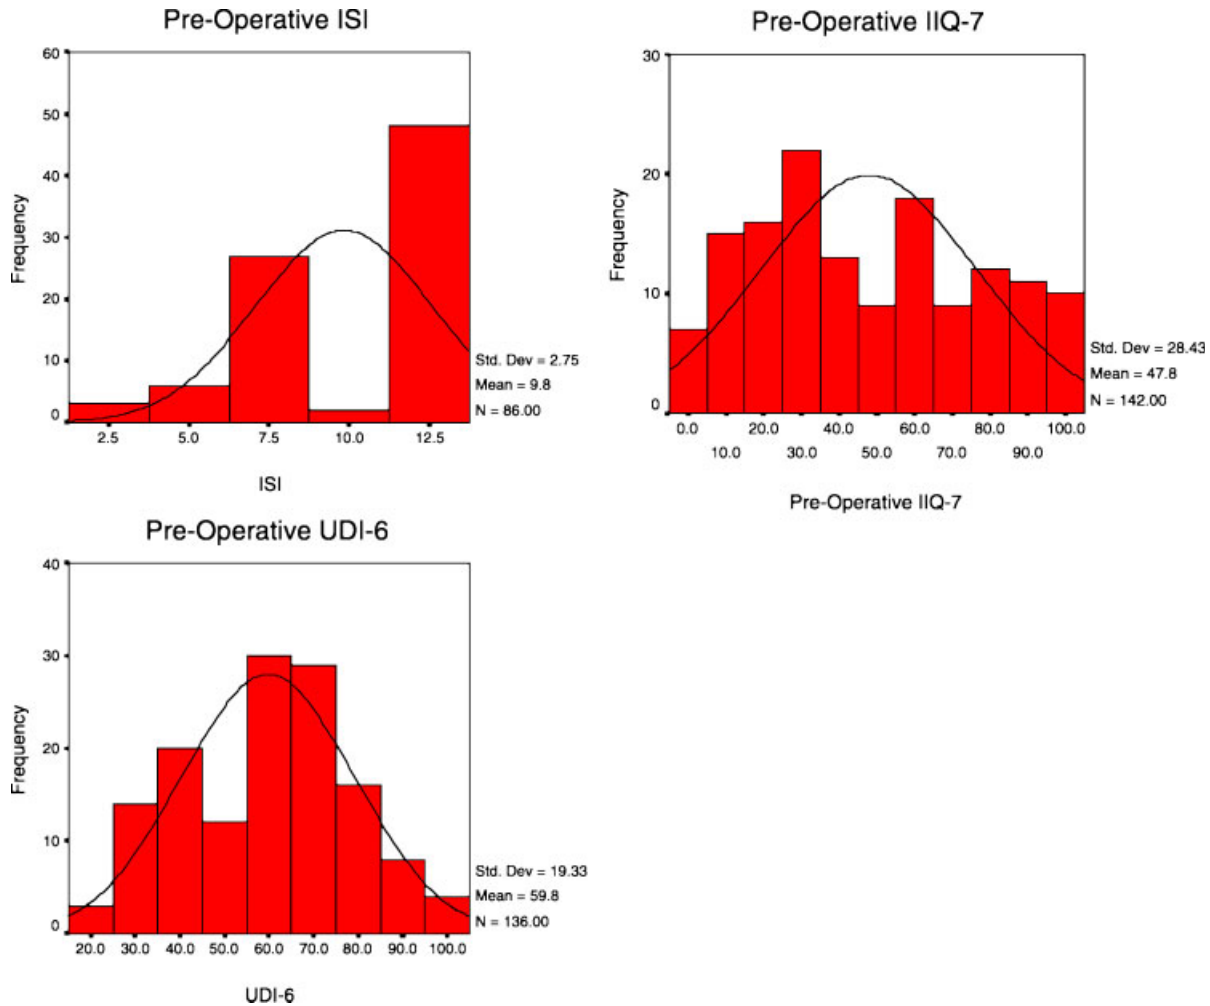 Pre-Operative ISI
60
50
40
30
20
10
0
Frequency
2.5 5.0 7.5 10.0 12.5
ISI
Std. Dev = 2.75
Mean = 9.8
N = 86.00
Pre-Operative IIQ-7
30
20
10
0
Frequency
0.0 20.0 40.0 60.0 80.0 100.0
10.0 30.0 50.0 70.0 90.0
Pre-Operative IIQ-7
Std. Dev = 28.43
Mean = 47.8
N = 142.00
Pre-Operative UDI-6
40
30
20
10
0
Frequency
20.0 30.0 40.0 50.0 60.0 70.0 80.0 90.0 100.0
UDI-6
Std. Dev = 19.33
Mean = 59.8
N = 136.00